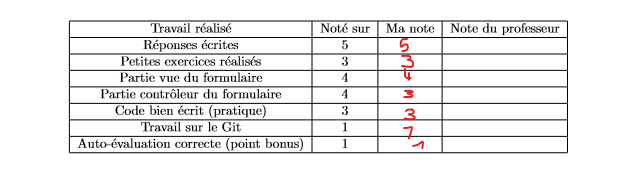 Travail réalisé Noté sur Ma note Note du professeur
Réponses écrites 5 5
Petites exercices réalisés 3 3
Partie vue du formulaire 4 4
Partie contrôleur du formulaire 4 3
Code bien écrit (pratique) 3 3
Travail sur le Git 1 1
Auto-évaluation correcte (point bonus) 1 1